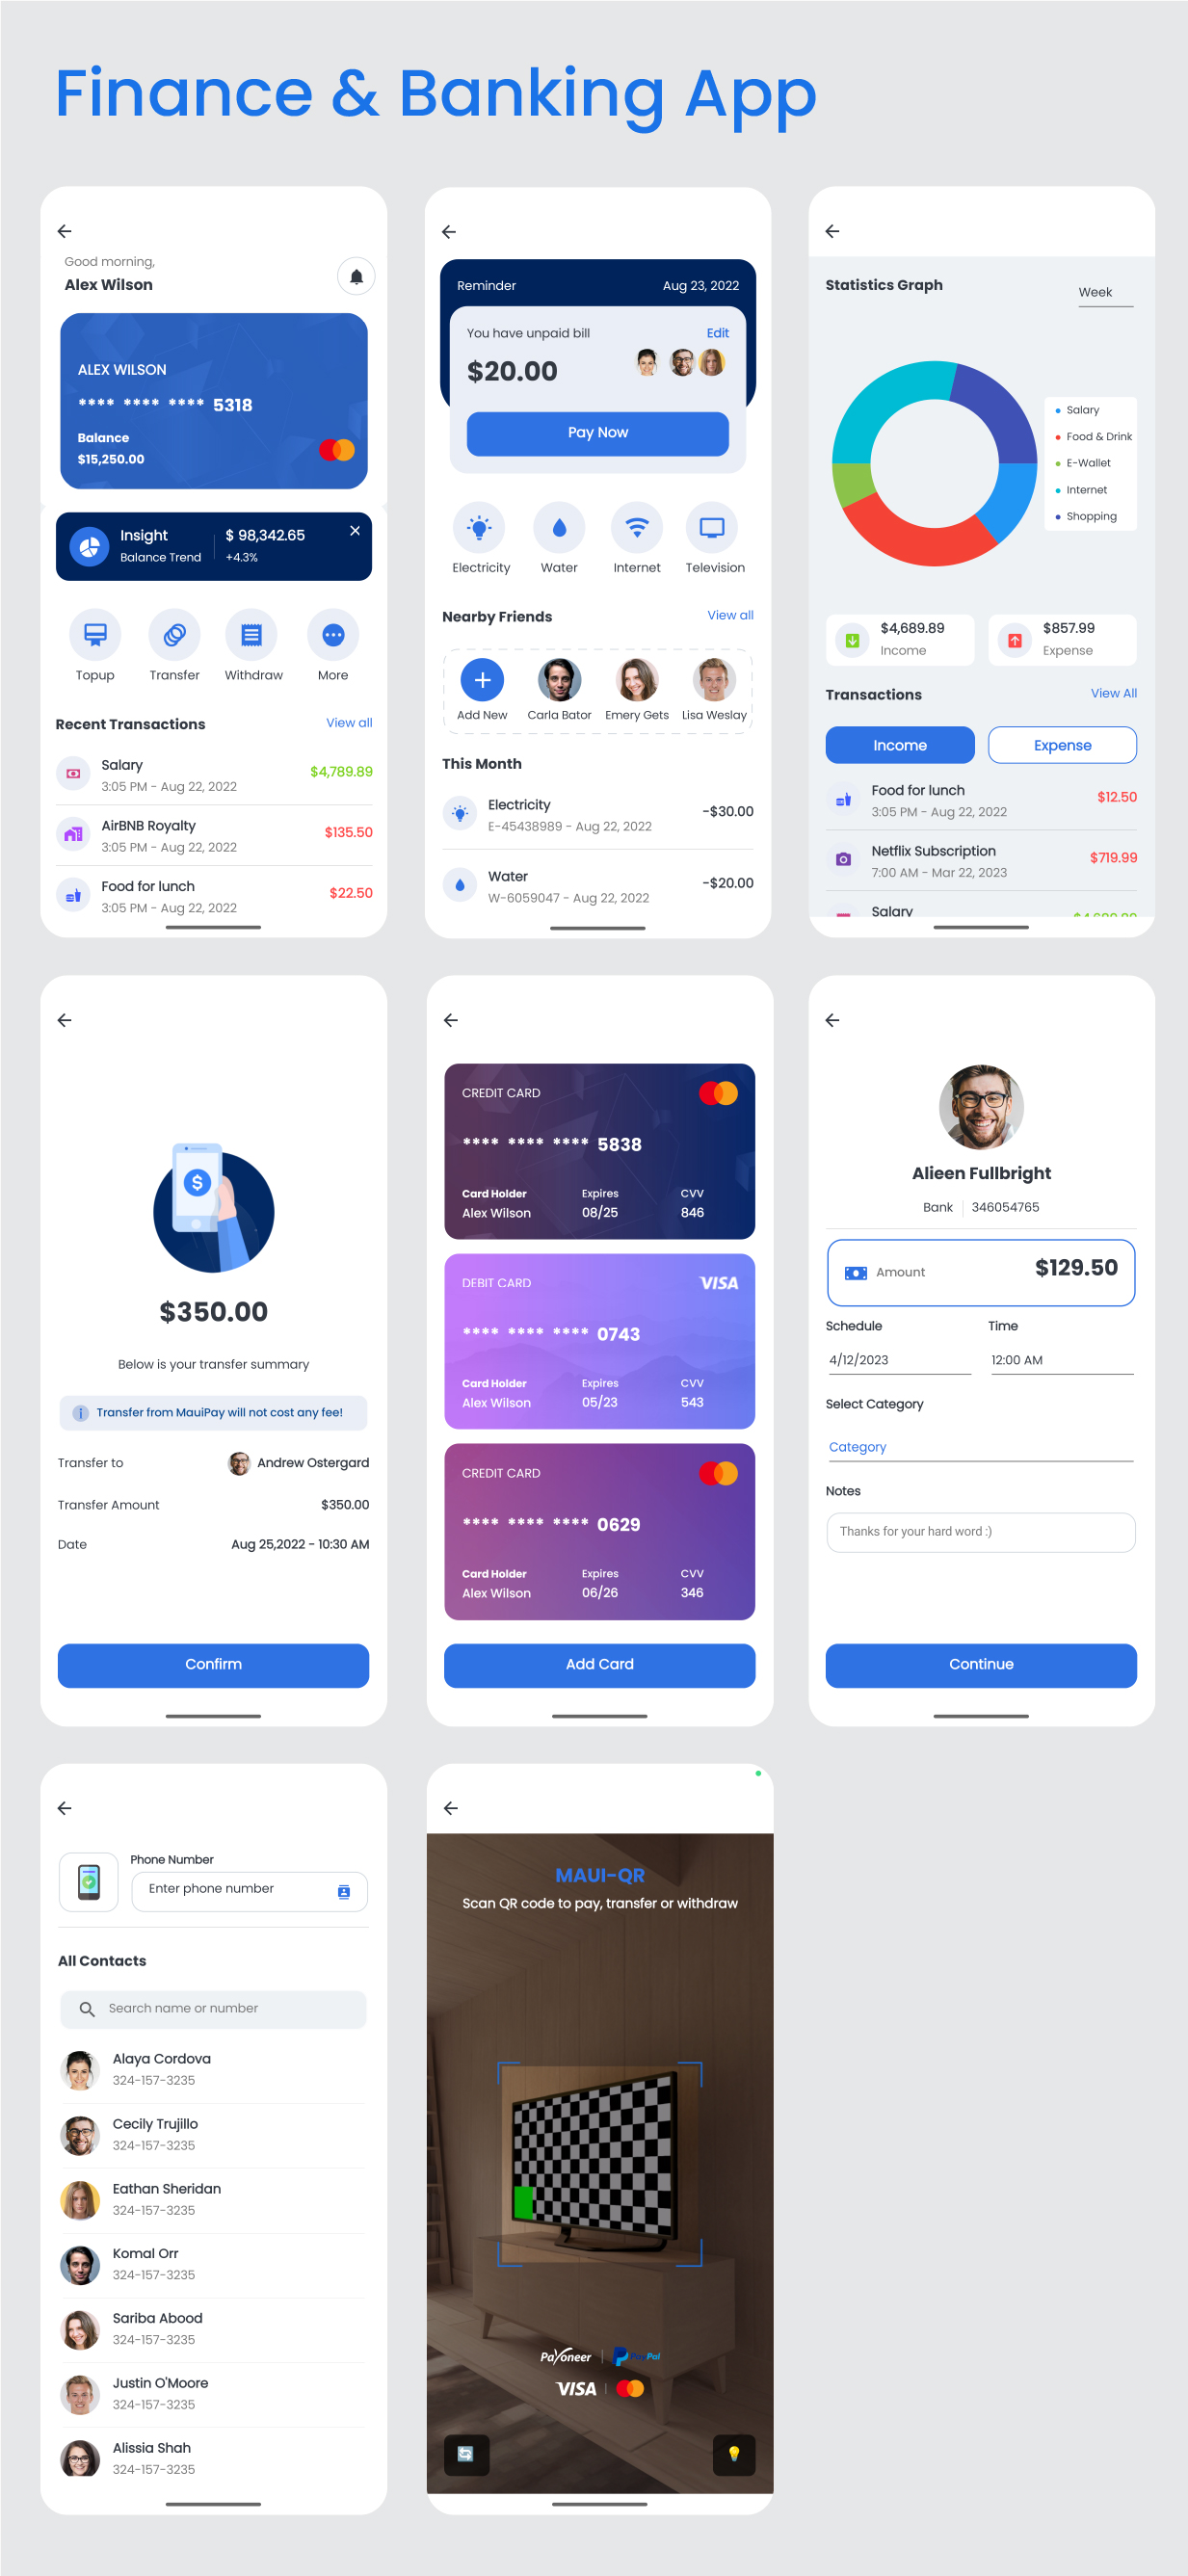 Finance & Banking App
Good morning,
Alex Wilson
ALEX WILSON
**** **** **** 5318
Balance
$15,250.00
Insight
$ 98,342.65
Balance Trend
+4.3%
Topup
Transfer
Withdraw
More
Recent Transactions
View all
Salary
3:05 PM - Aug 22, 2022
$4,789.89
AirBNB Royalty
3:05 PM - Aug 22, 2022
$135.50
Food for lunch
3:05 PM - Aug 22, 2022
$22.50
Reminder
Aug 23, 2022
You have unpaid bill
Edit
$20.00
Pay Now
Electricity
Water
Internet
Television
Nearby Friends
View all
Add New
Carla Bator
Emery Gets
Lisa Weslay
This Month
Electricity
E-45438989 - Aug 22, 2022
-$30.00
Water
W-6059047 - Aug 22, 2022
-$20.00
Statistics Graph
Week
Salary
Food & Drink
E-Wallet
Internet
Shopping
$4,689.89
Income
$857.99
Expense
Transactions
View All
Income
Expense
Food for lunch
3:05 PM - Aug 22, 2022
$12.50
Netflix Subscription
7:00 AM - Mar 22, 2023
$719.99
Salary
$4,689.89
$
$350.00
Below is your transfer summary
Transfer from MauiPay will not cost any fee!
Transfer to
Andrew Ostergard
Transfer Amount
$350.00
Date
Aug 25,2022 - 10:30 AM
Confirm
CREDIT CARD
**** **** **** 5838
Card Holder
Expires
CVV
Alex Wilson
08/25
846
DEBIT CARD
VISA
**** **** **** 0743
Card Holder
Expires
CVV
Alex Wilson
05/23
543
CREDIT CARD
**** **** **** 0629
Card Holder
Expires
CVV
Alex Wilson
06/26
346
Add Card
Alieen Fullbright
Bank
346054765
Amount
$129.50
Schedule
Time
4/12/2023
12:00 AM
Select Category
Category
Notes
Thanks for your hard word :)
Continue
Phone Number
Enter phone number
All Contacts
Search name or number
Alaya Cordova
324-157-3235
Cecily Trujillo
324-157-3235
Eathan Sheridan
324-157-3235
Komal Orr
324-157-3235
Sariba Abood
324-157-3235
Justin O'Moore
324-157-3235
Alissia Shah
324-157-3235
MAUI-QR
Scan QR code to pay, transfer or withdraw
Payoneer
PayPal
VISA